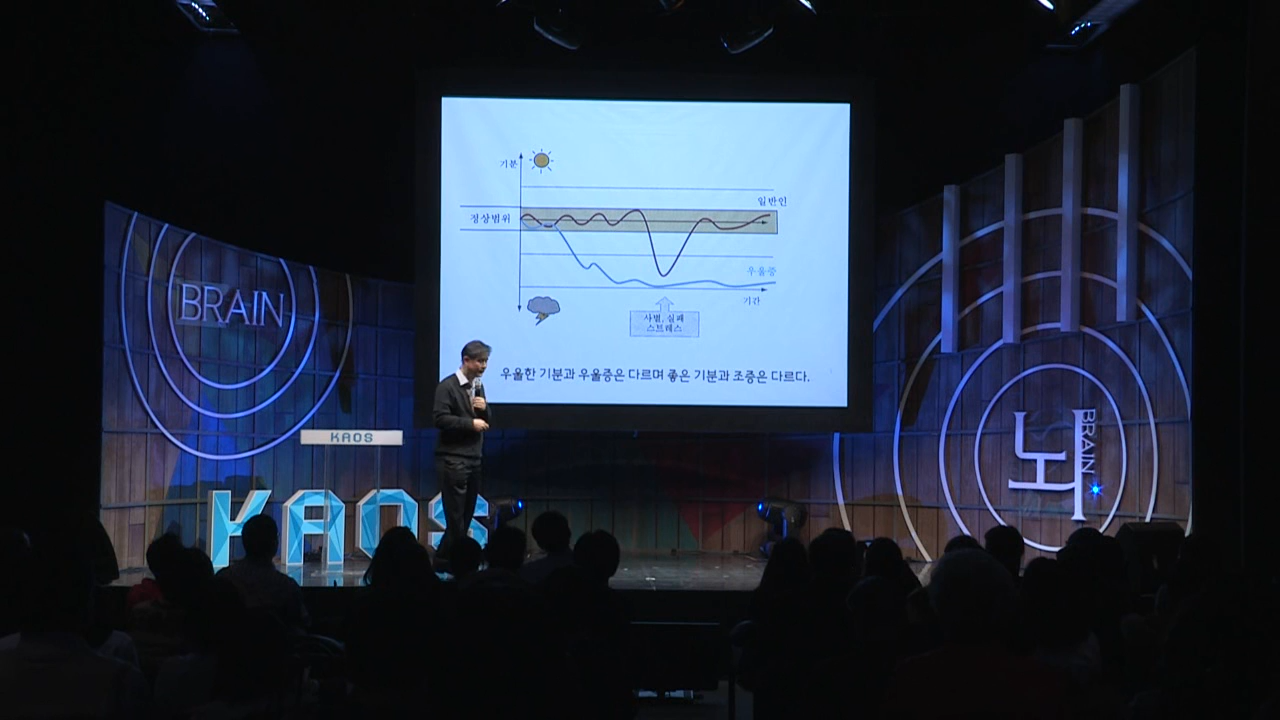 기분
일반인
정상범위
우울증
기간
사별, 실패
스트레스
우울한 기분과 우울증은 다르며 좋은 기분과 조증은 다르다.
BRAIN
KAOS
KAOS
뇌
BRAIN